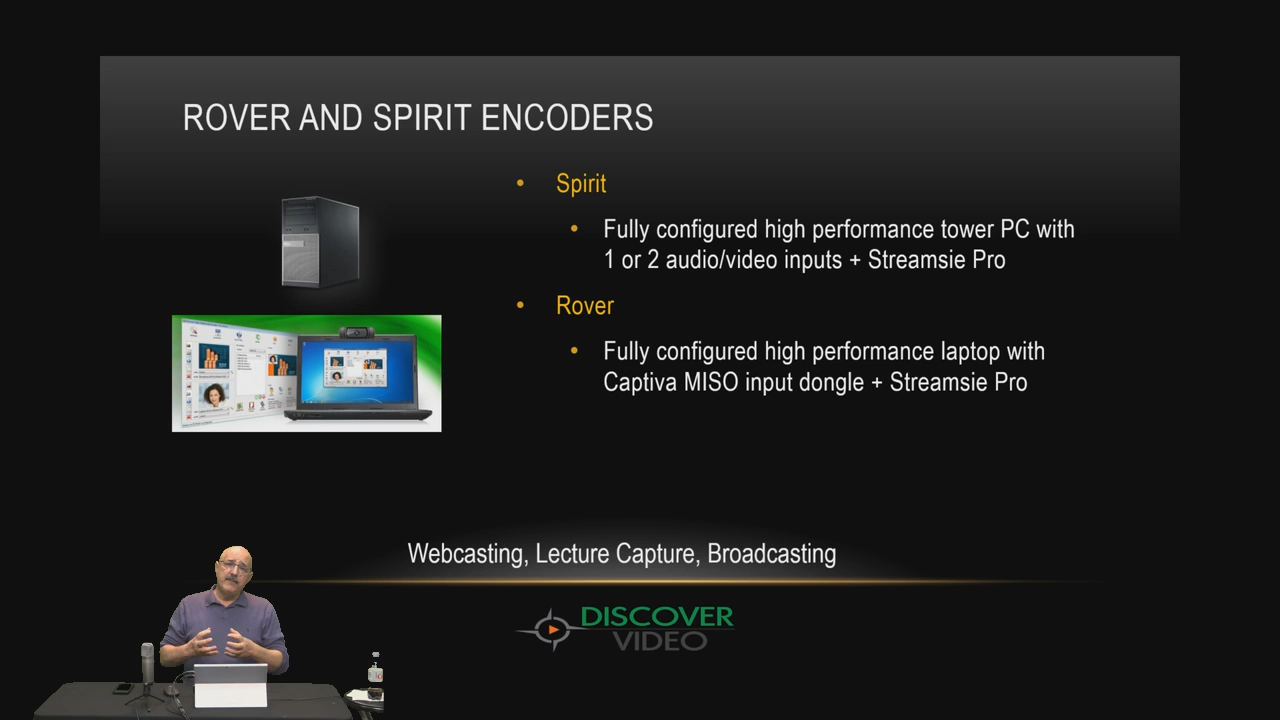 ROVER AND SPIRIT ENCODERS
• Spirit
• Fully configured high performance tower PC with
1 or 2 audio/video inputs + Streamsie Pro
• Rover
• Fully configured high performance laptop with
Captiva MISO input dongle + Streamsie Pro
Webcasting, Lecture Capture, Broadcasting
DISCOVER
VIDEO